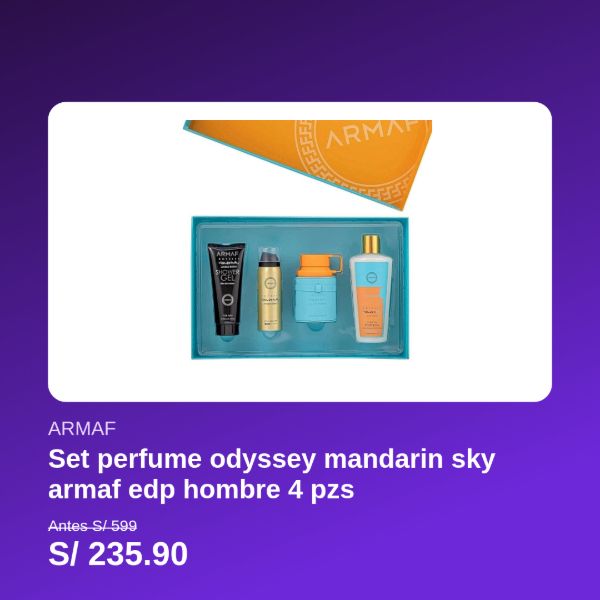 ARMAF
ARMAF
SHOWER
GEL
ARMAF
Set perfume odyssey mandarin sky
armaf edp hombre 4 pzs
Antes S/ 599
S/ 235.90